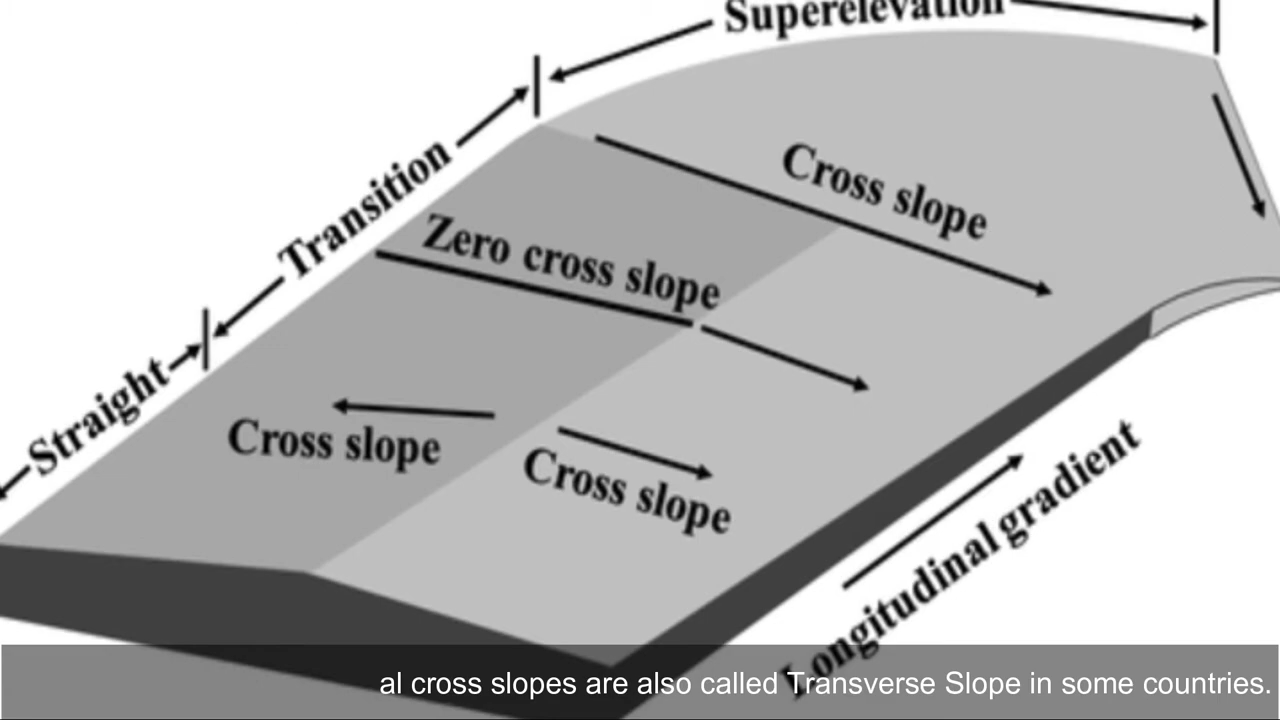 Superelevation
Transition
Cross slope
Zero cross slope
Straight
Cross slope
Cross slope
Longitudinal gradient
al cross slopes are also called Transverse Slope in some countries.